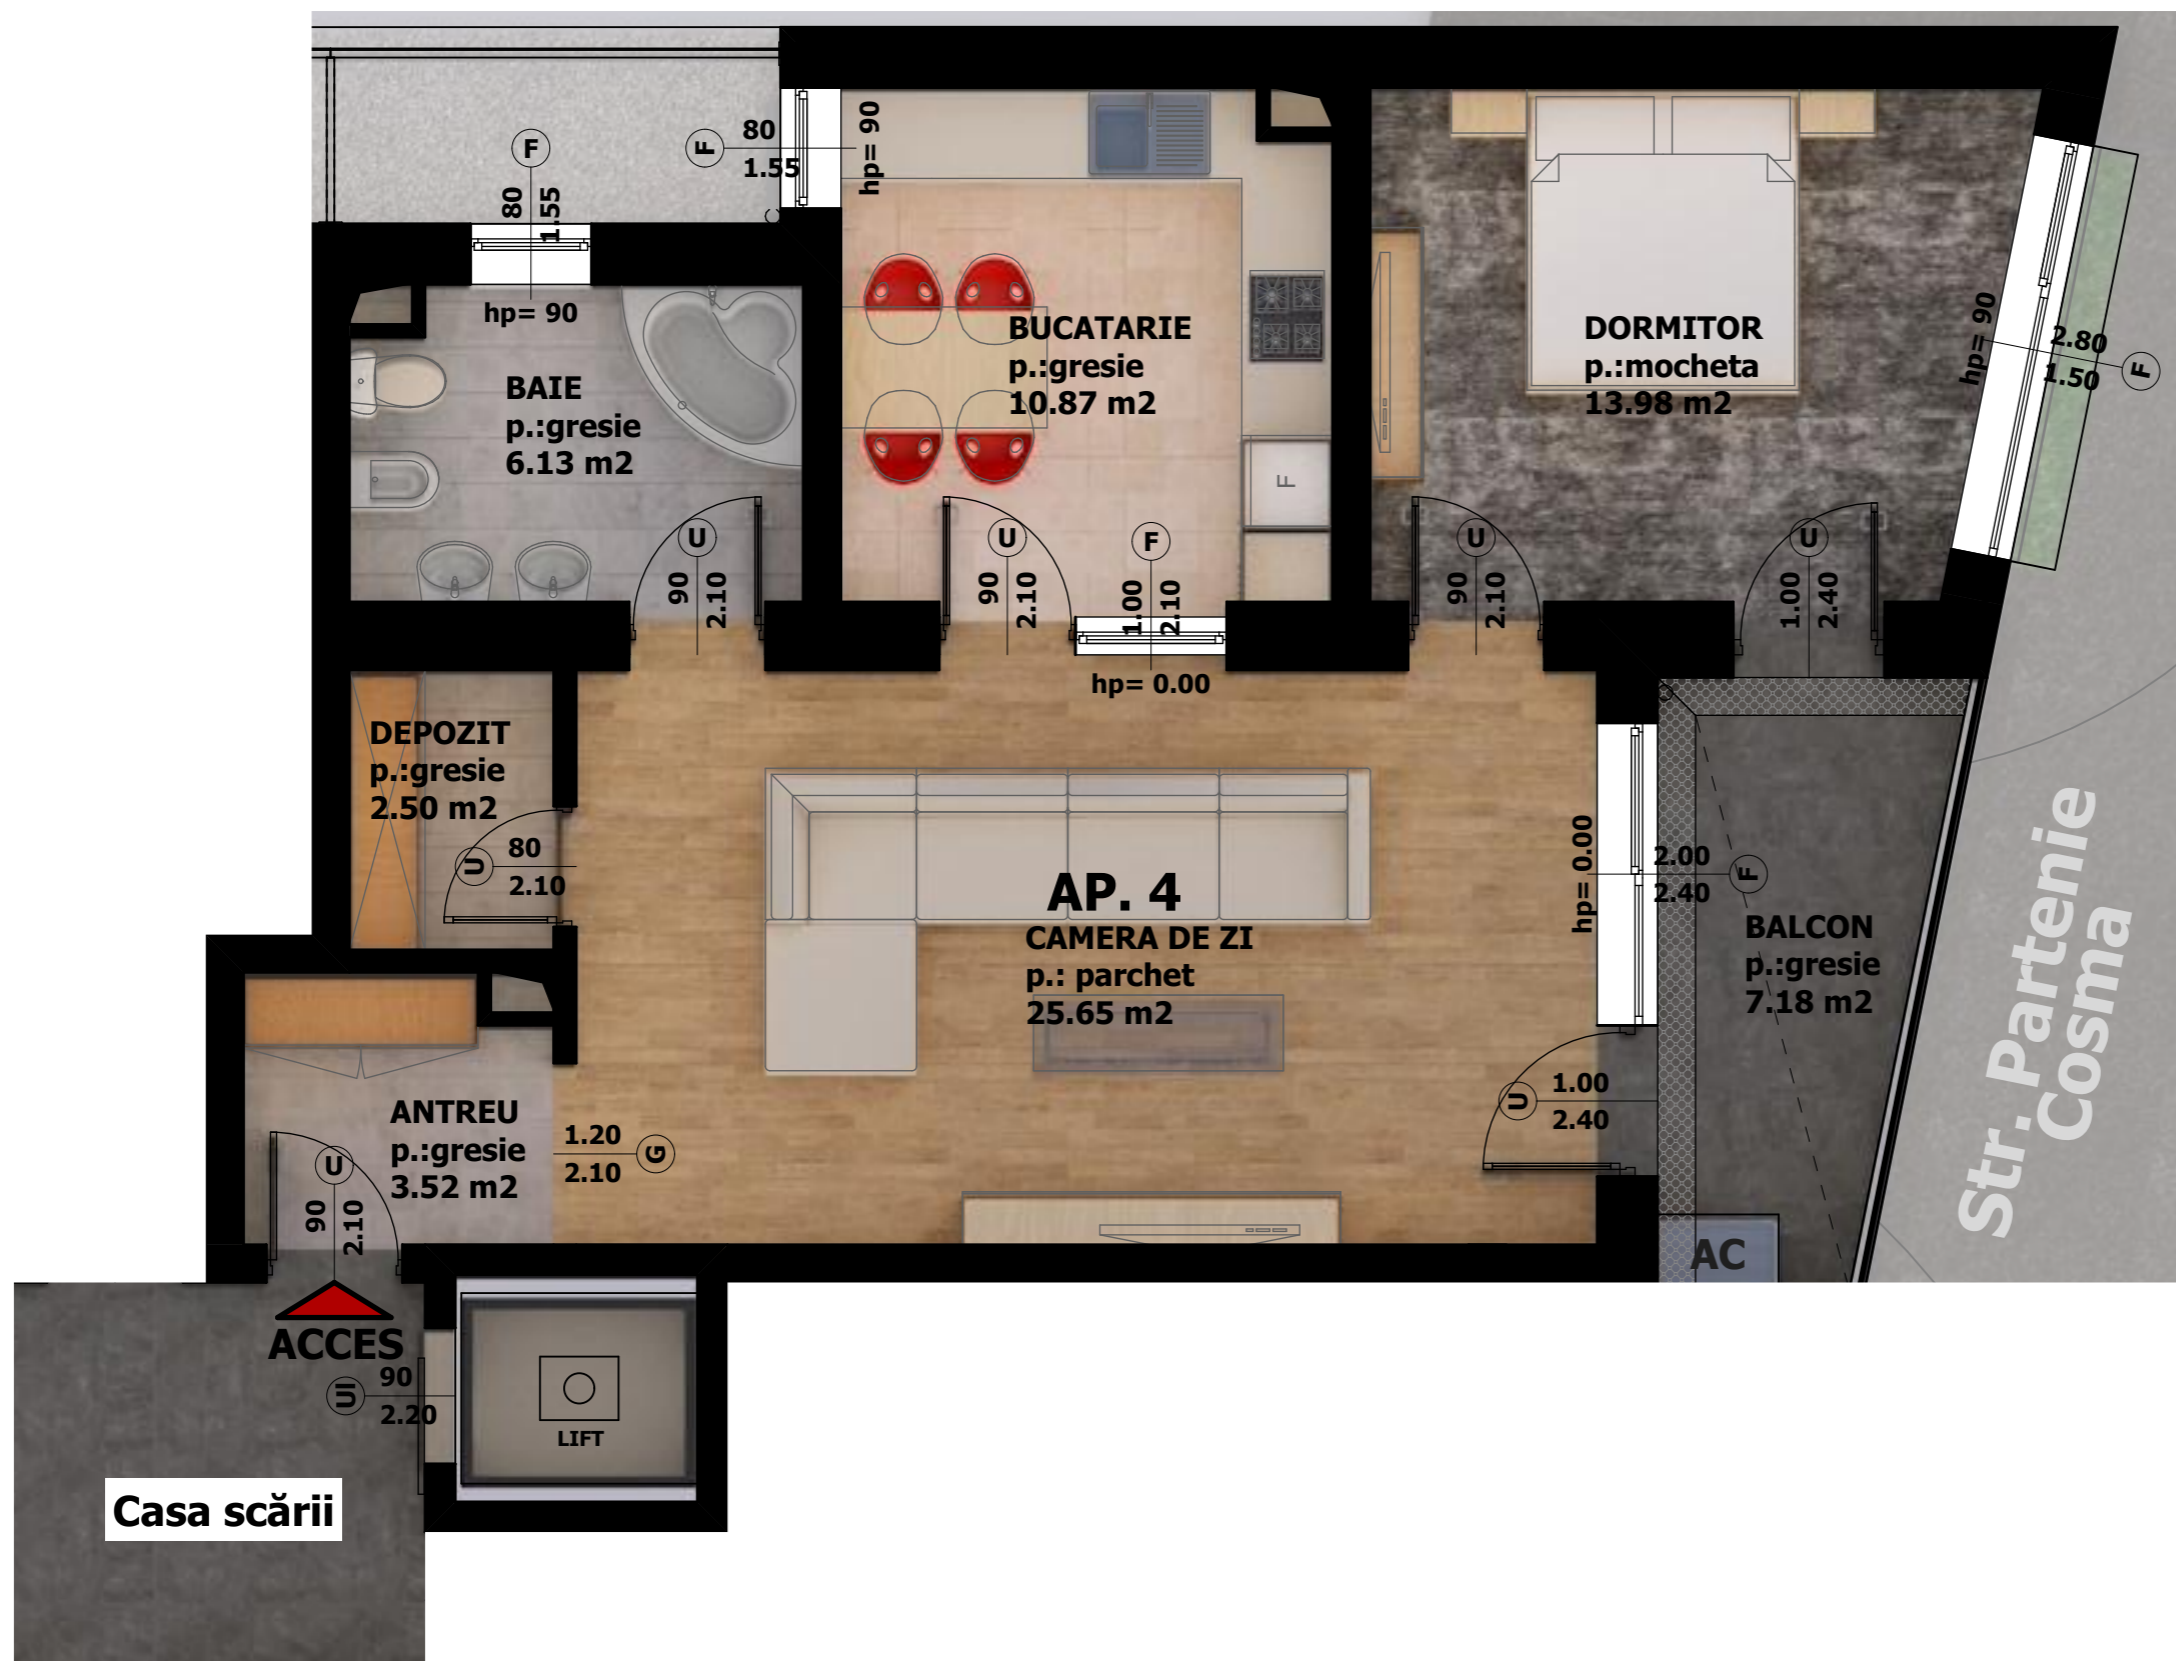 F
80
1.55
hp= 90
F
80
1.55
hp= 90
BAIE
p.:gresie
6.13 m2
BUCATARIE
p.:gresie
10.87 m2
F
DORMITOR
p.:mocheta
13.98 m2
hp= 90
2.80
1.50
F
U
90
2.10
U
90
2.10
F
1.00
2.10
hp= 0.00
U
90
2.10
U
1.00
2.40
DEPOZIT
p.:gresie
2.50 m2
U
80
2.10
AP. 4
CAMERA DE ZI
p.: parchet
25.65 m2
hp= 0.00
2.00
2.40
F
BALCON
p.:gresie
7.18 m2
Str. Partenie
Cosma
U
1.00
2.40
ANTREU
p.:gresie
3.52 m2
1.20
2.10
G
U
90
2.10
AC
ACCES
UI
90
2.20
LIFT
Casa scării